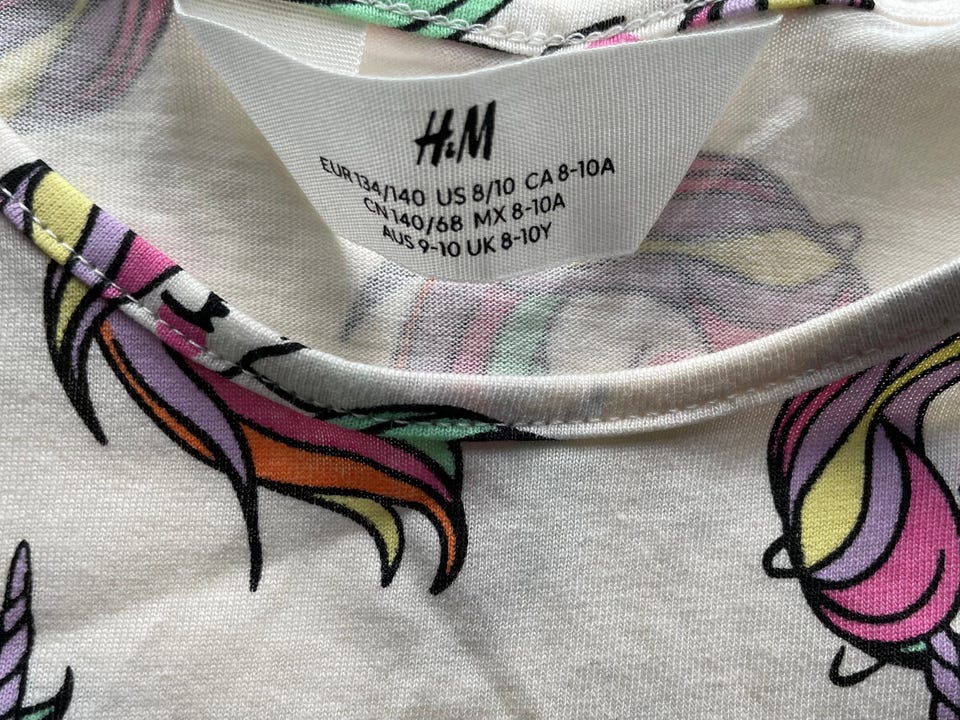 H&M
EUR 134/140 US 8/10 CA 8-10A
CN 140/68 MX 8-10A
AUS 9-10 UK 8-10Y